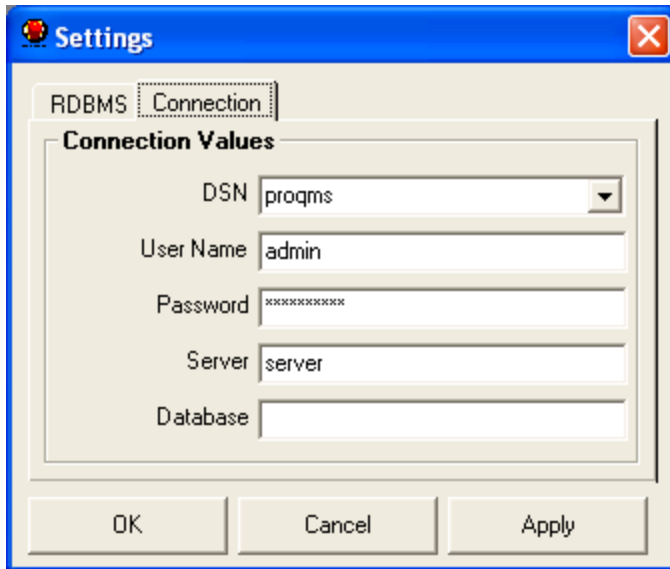 Settings
RDBMS Connection
Connection Values
DSN proqms
User Name admin
Password **********
Server server
Database
OK Cancel Apply